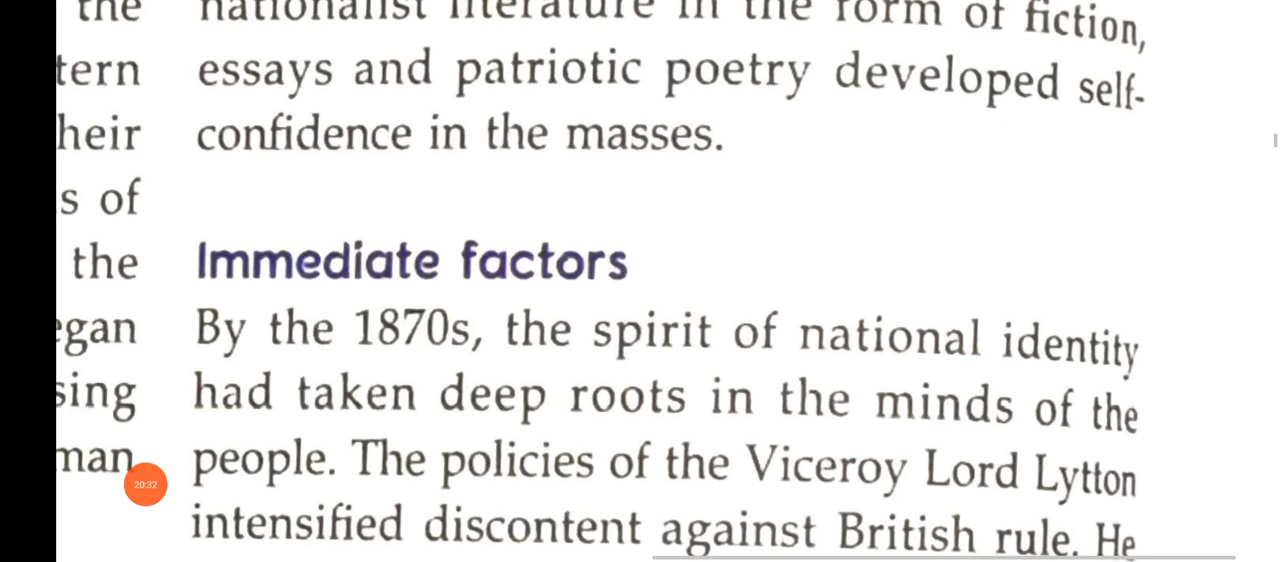 the
tern
heir
s of
the
egan
sing
man
nationalist literature in the form of fiction,
essays and patriotic poetry developed self-
confidence in the masses.
Immediate factors
By the 1870s, the spirit of national identity
had taken deep roots in the minds of the
people. The policies of the Viceroy Lord Lytton
intensified discontent against British rule. He
20:32